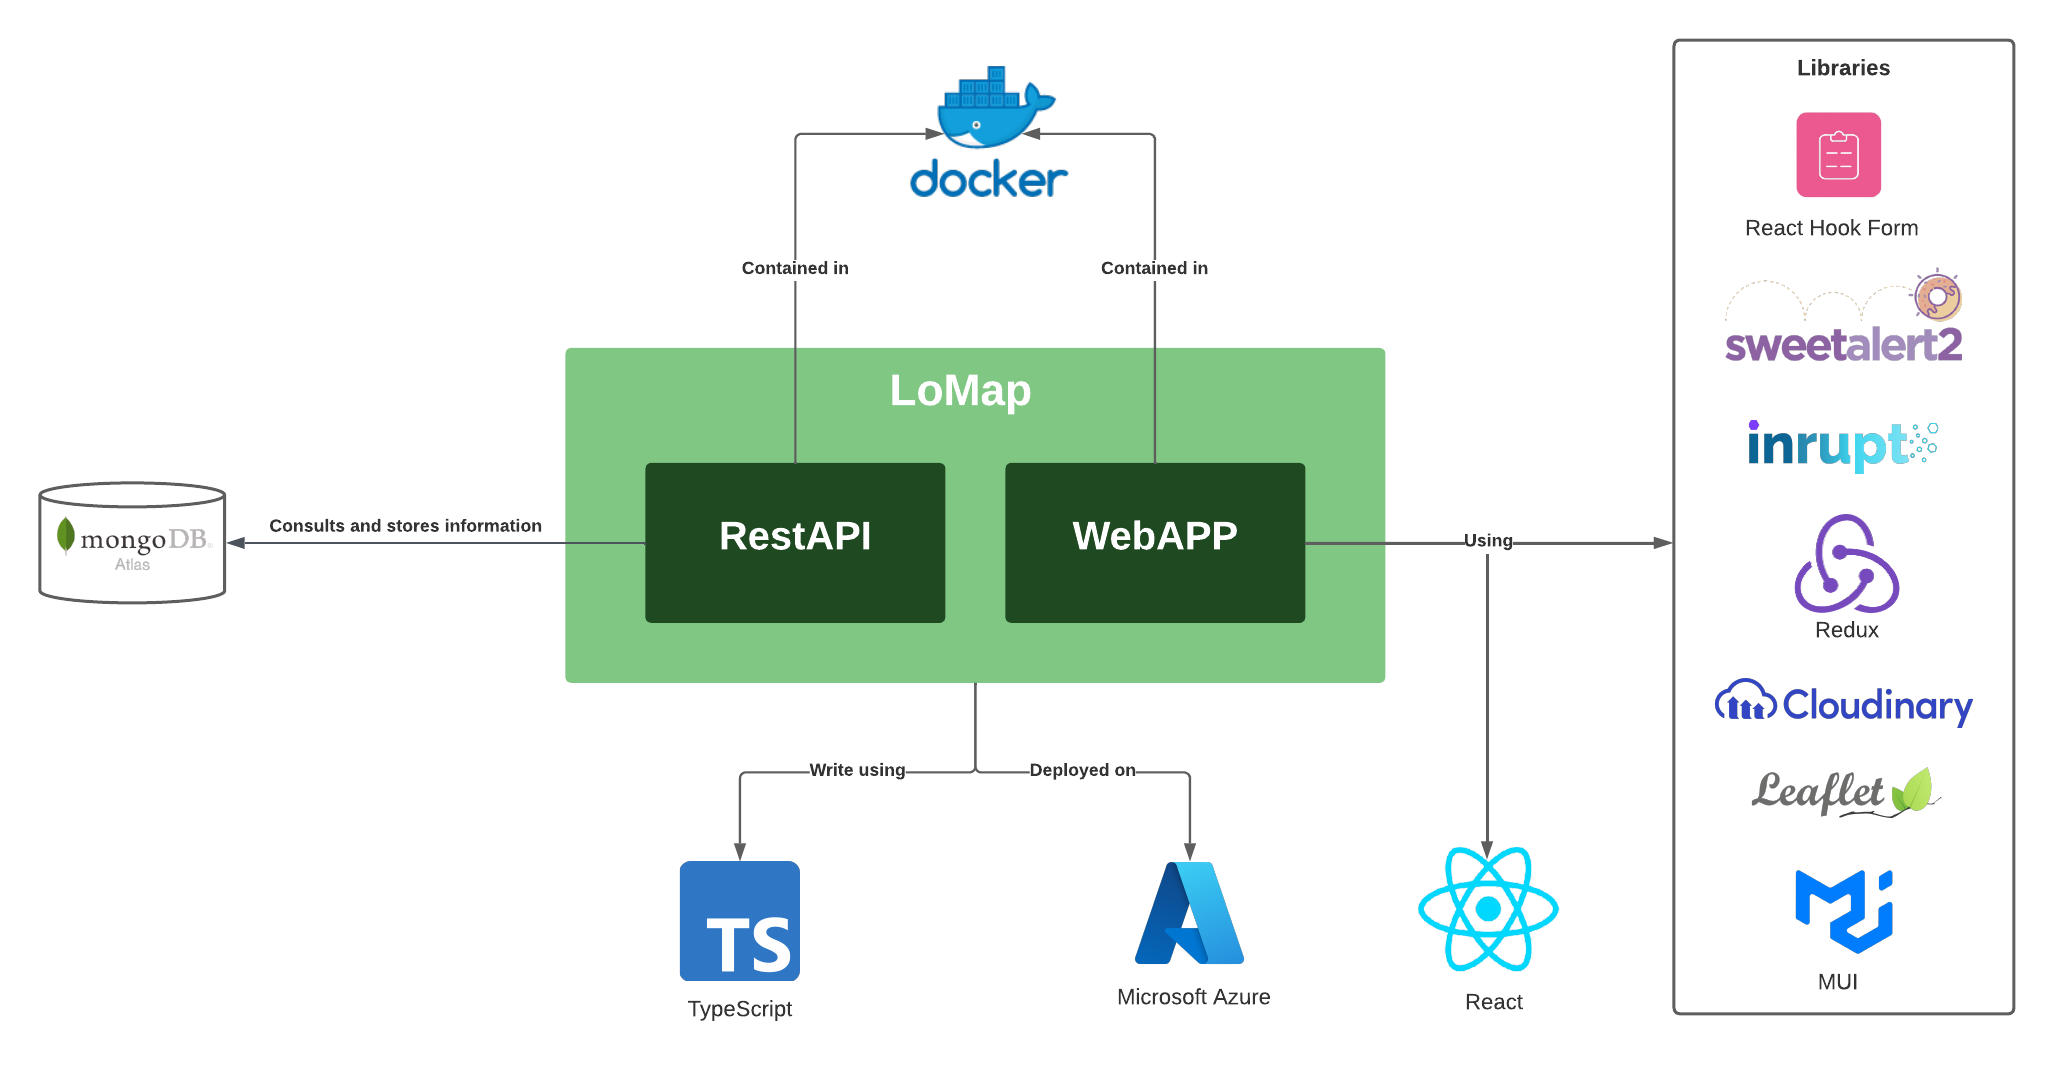 Libraries
docker
React Hook Form
Contained in
Contained in
sweetalert2
LoMap
inrupt
Consults and stores information
RestAPI
WebAPP
Using
mongoDB
Atlas
Redux
Cloudinary
Write using
Deployed on
Leaflet
TS
TypeScript
Microsoft Azure
React
MUI